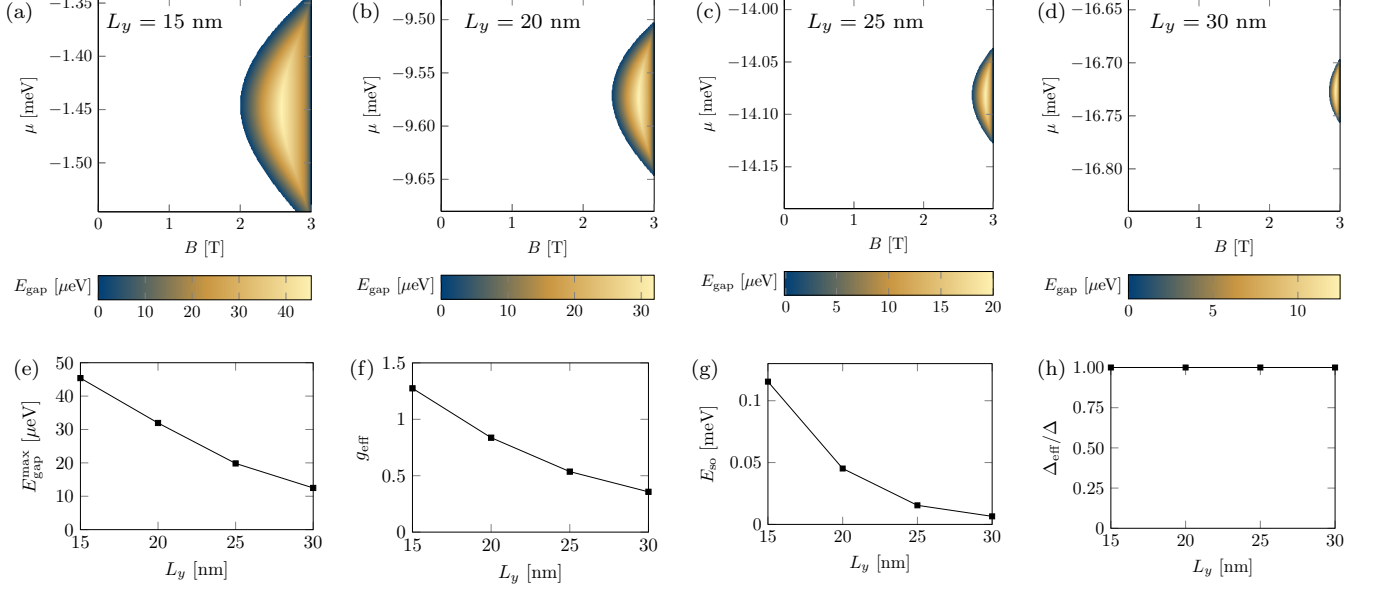 (a)
L_y = 15 nm
−1.35
−1.40
−1.45
−1.50
μ [meV]
0 1 2 3
B [T]
E_gap [μeV]
0 10 20 30 40
(b)
L_y = 20 nm
−9.50
−9.55
−9.60
−9.65
μ [meV]
0 1 2 3
B [T]
E_gap [μeV]
0 10 20 30
(c)
L_y = 25 nm
−14.00
−14.05
−14.10
−14.15
μ [meV]
0 1 2 3
B [T]
E_gap [μeV]
0 5 10 15 20
(d)
L_y = 30 nm
−16.65
−16.70
−16.75
−16.80
μ [meV]
0 1 2 3
B [T]
E_gap [μeV]
0 5 10
(e)
50
40
30
20
10
0
E_gap^max [μeV]
15 20 25 30
L_y [nm]
(f)
1.5
1
0.5
0
g_eff
15 20 25 30
L_y [nm]
(g)
0.1
0.05
0
E_so [meV]
15 20 25 30
L_y [nm]
(h)
1.00
0.75
0.50
0.25
0
Δ_eff/Δ
15 20 25 30
L_y [nm]